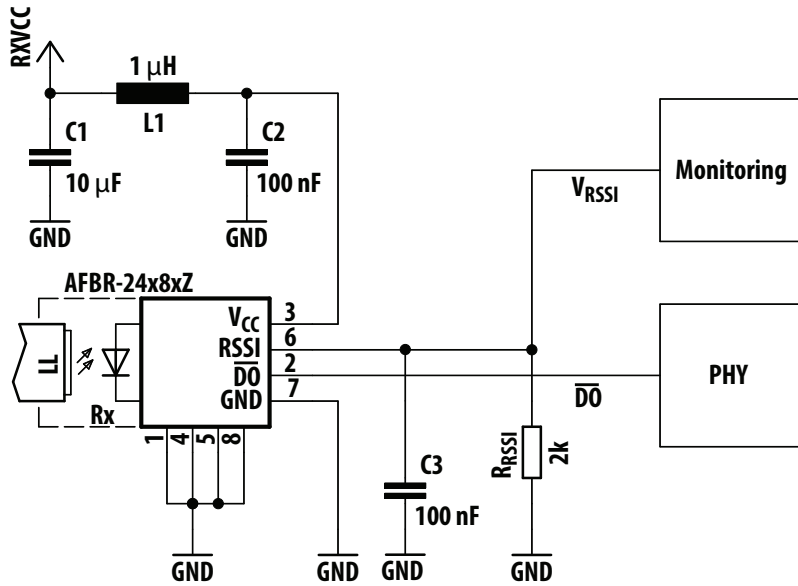 RXVCC
1 µH
L1
C1
10 µF
C2
100 nF
GND
GND
Monitoring
V_RSSI
AFBR-24x8xZ
LL
Rx
V_CC
3
RSSI
6
D̅O̅
2
GND
7
1
4
5
8
D̅O̅
PHY
C3
100 nF
R_RSSI
2k
GND
GND
GND
GND